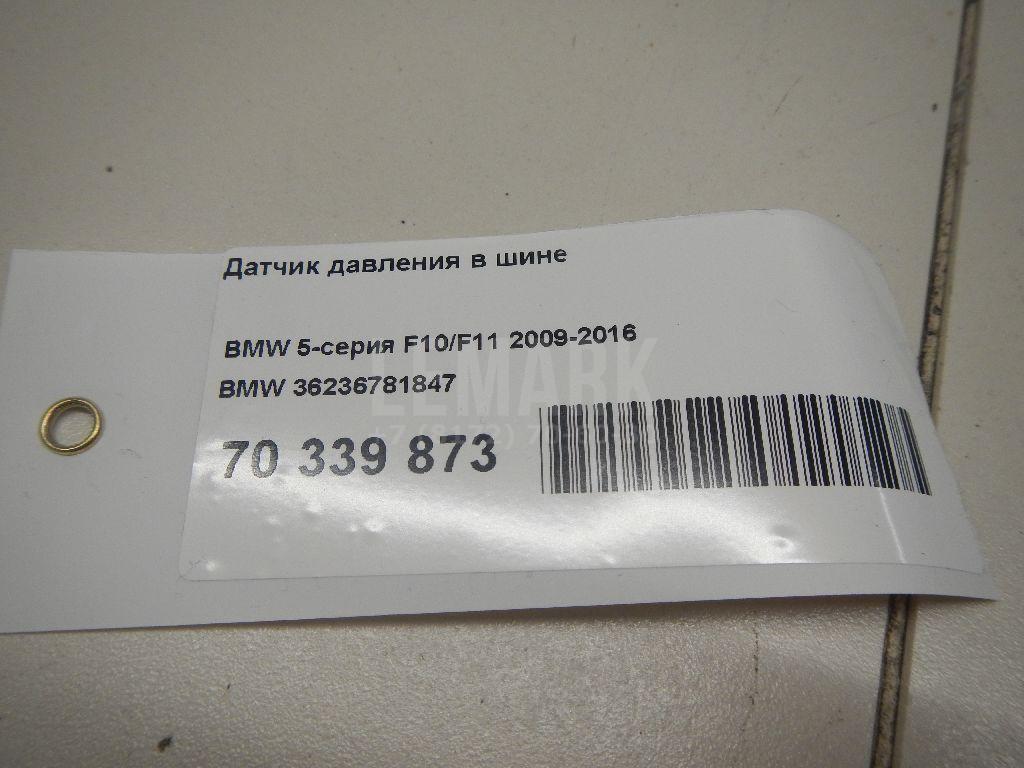 Датчик давления в шине
BMW 5-серия F10/F11 2009-2016
BMW 36236781847
LEMARK
70 339 873